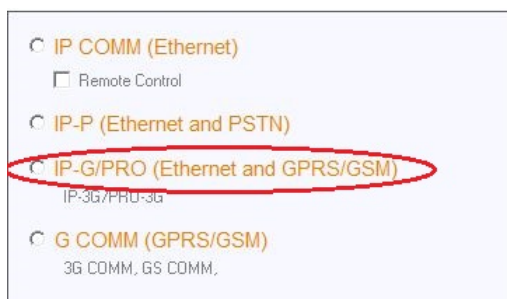 IP COMM (Ethernet)
Remote Control
IP-P (Ethernet and PSTN)
IP-G/PRO (Ethernet and GPRS/GSM)
IP-3G/PRO-3G
G COMM (GPRS/GSM)
3G COMM, GS COMM,